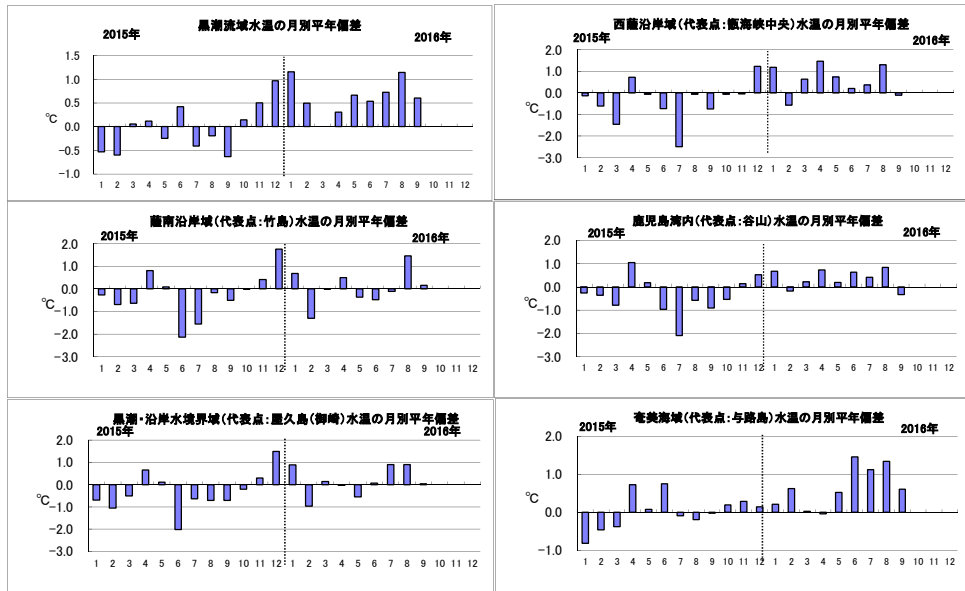 黒潮流域水温の月別平年偏差
2015年
2016年
1.5
1.0
0.5
0.0
-0.5
-1.0
℃
1 2 3 4 5 6 7 8 9 10 11 12 1 2 3 4 5 6 7 8 9 10 11 12
西薩沿岸域(代表点:甑海峡中央)水温の月別平年偏差
2015年
2016年
2.0
1.0
0.0
-1.0
-2.0
-3.0
℃
1 2 3 4 5 6 7 8 9 10 11 12 1 2 3 4 5 6 7 8 9 10 11 12
薩南沿岸域(代表点:竹島)水温の月別平年偏差
2015年
2016年
2.0
1.0
0.0
-1.0
-2.0
-3.0
℃
1 2 3 4 5 6 7 8 9 10 11 12 1 2 3 4 5 6 7 8 9 10 11 12
鹿児島湾内(代表点:谷山)水温の月別平年偏差
2015年
2016年
2.0
1.0
0.0
-1.0
-2.0
-3.0
℃
1 2 3 4 5 6 7 8 9 10 11 12 1 2 3 4 5 6 7 8 9 10 11 12
黒潮・沿岸水境界域(代表点:屋久島(御崎)水温の月別平年偏差
2015年
2016年
2.0
1.0
0.0
-1.0
-2.0
-3.0
℃
1 2 3 4 5 6 7 8 9 10 11 12 1 2 3 4 5 6 7 8 9 10 11 12
奄美海域(代表点:与路島)水温の月別平年偏差
2015年
2016年
2.0
1.0
0.0
-1.0
℃
1 2 3 4 5 6 7 8 9 10 11 12 1 2 3 4 5 6 7 8 9 10 11 12